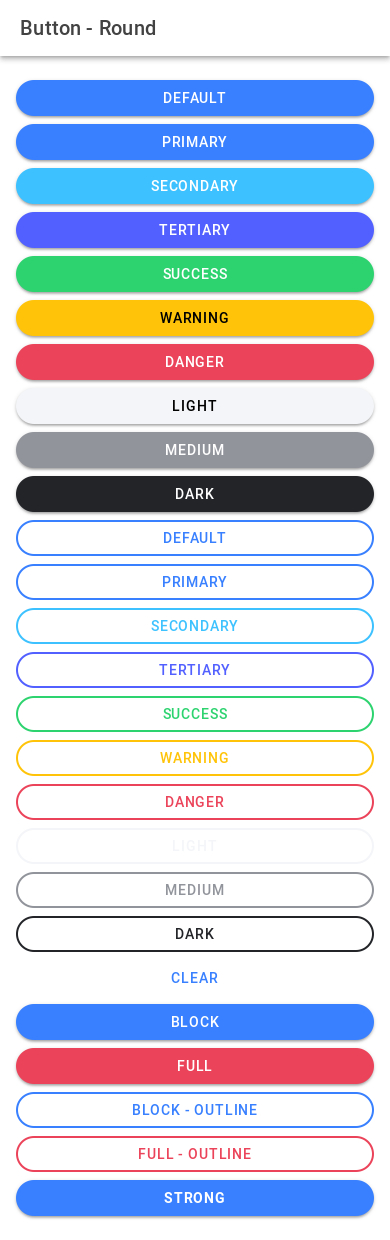 Button - Round
DEFAULT
PRIMARY
SECONDARY
TERTIARY
SUCCESS
WARNING
DANGER
LIGHT
MEDIUM
DARK
DEFAULT
PRIMARY
SECONDARY
TERTIARY
SUCCESS
WARNING
DANGER
LIGHT
MEDIUM
DARK
CLEAR
BLOCK
FULL
BLOCK - OUTLINE
FULL - OUTLINE
STRONG